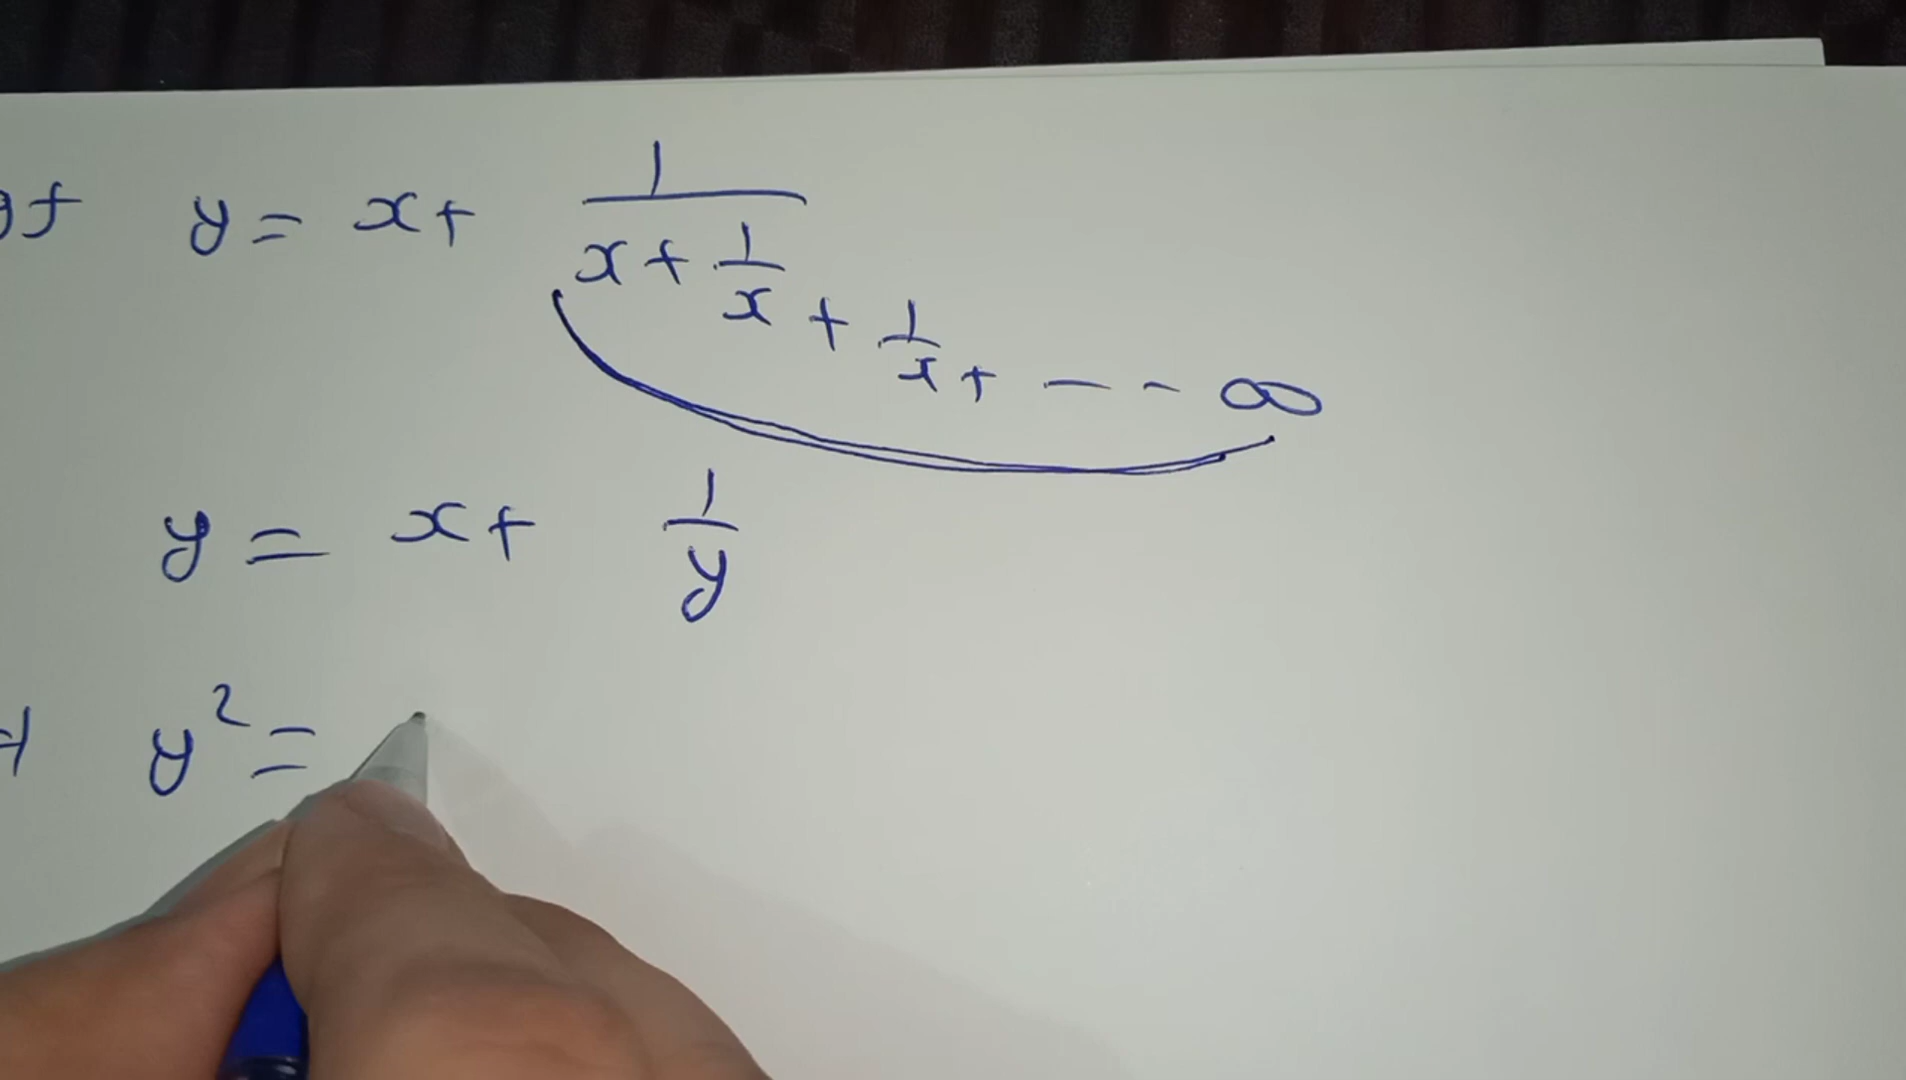 If y = x + 1/(x + 1/x + 1/x + - - ∞
y = x + 1/y
⇒ y² =